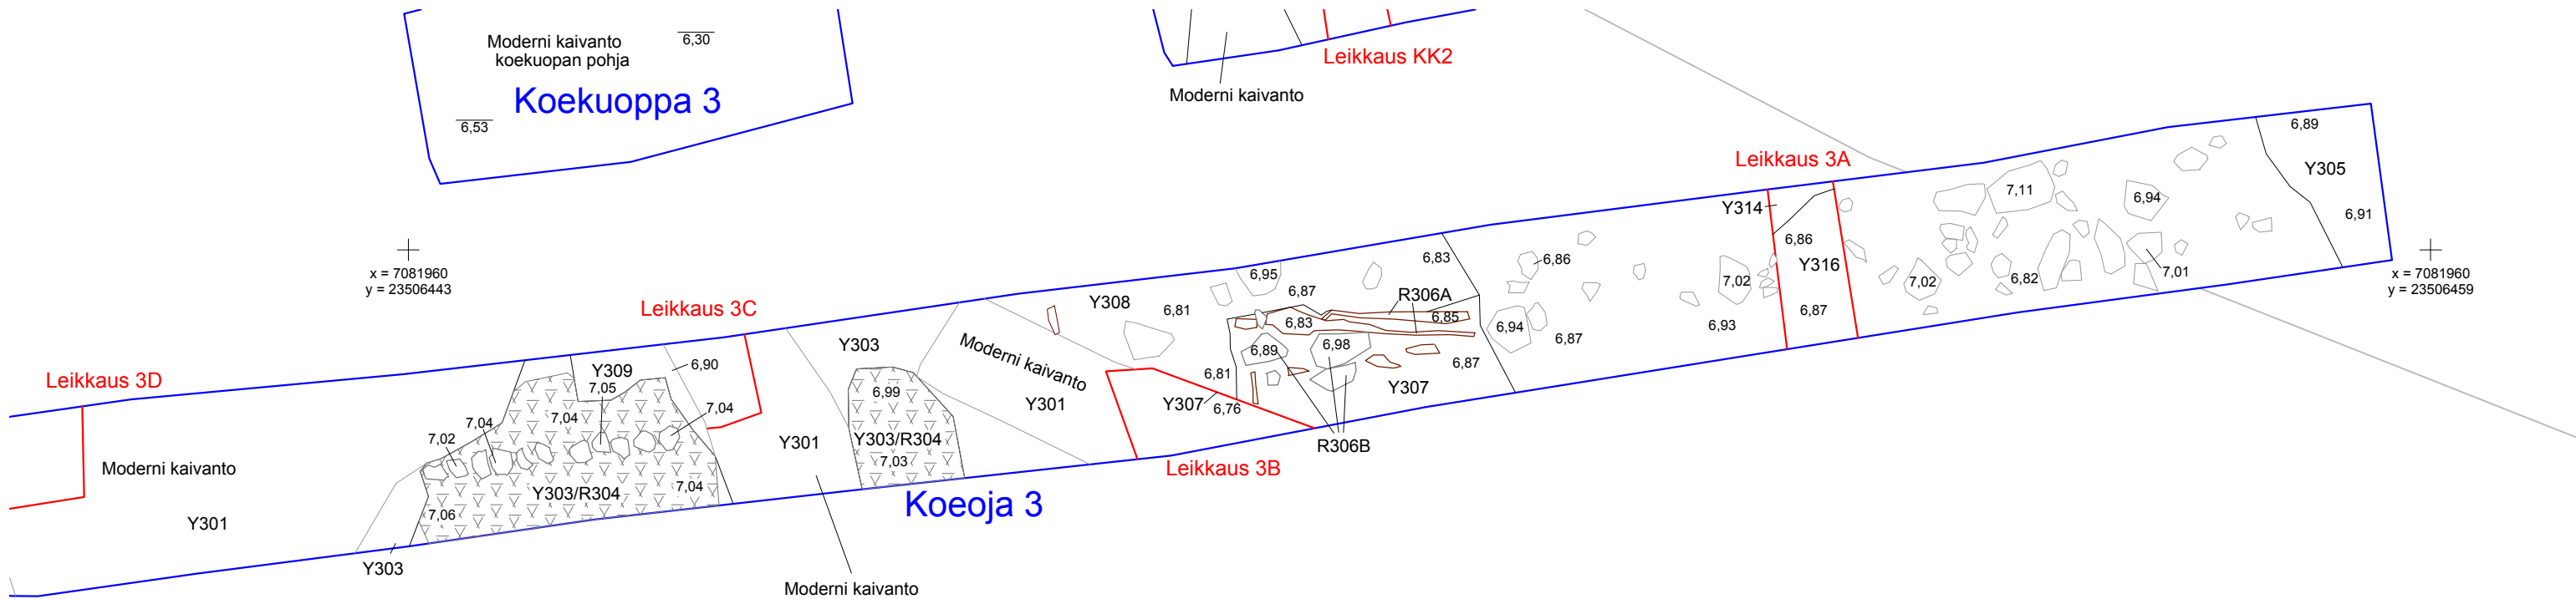 Moderni kaivanto
koekuopan pohja
6,30
Koekuoppa 3
6,53
Leikkaus KK2
Moderni kaivanto
x = 7081960
y = 23506443
Leikkaus 3A
Y314
6,86
Y316
6,87
7,11
6,94
6,89
Y305
6,91
7,02
6,82
7,01
x = 7081960
y = 23506459
Leikkaus 3D
Moderni kaivanto
Y301
Y303
7,02
7,04
7,04
Y309
7,05
6,90
7,04
Y303/R304
7,04
7,06
Leikkaus 3C
Y303
Y301
6,99
Y303/R304
7,03
Moderni kaivanto
Koeoja 3
Moderni kaivanto
Y301
Y308
6,81
6,95
6,87
6,83
R306A
6,83
6,85
6,89
6,98
6,87
6,81
Y307
6,76
Y307
R306B
Leikkaus 3B
6,86
6,94
6,87
7,02
6,93